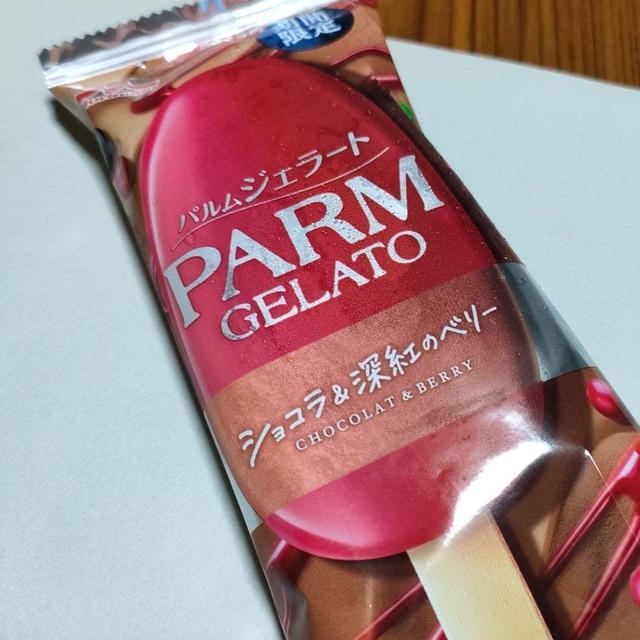 期間
限定
パルムジェラート
PARM
GELATO
ショコラ&深紅のベリー
CHOCOLAT & BERRY